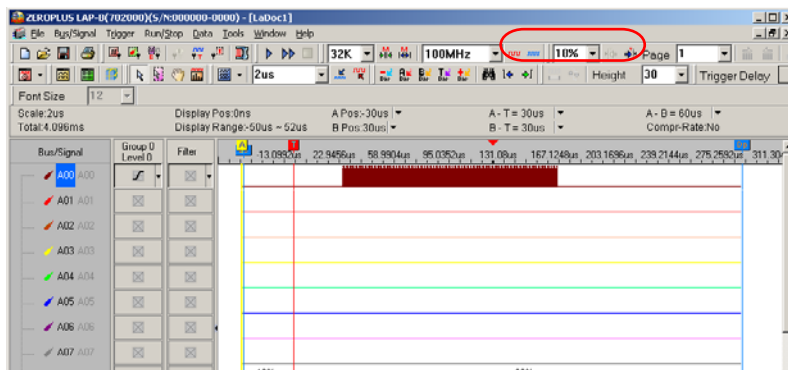 ZEROPLUS LAP-B(702000)(S/N:000000-0000) - [LaDoc1]
File Bus/Signal Trigger Run/Stop Data Tools Window Help
32K 100MHz 10% Page 1
2us Height 30 Trigger Delay
Font Size 12
Scale:2us Display Pos:0ns A Pos:-30us A - T = 30us A - B = 60us
Total:4.096ms Display Range:-50us ~ 52us B Pos:30us B - T = 30us Compr-Rate:No
Bus/Signal Group 0 Level 0 Filter -13.0992us 22.9456us 58.9904us 95.0352us 131.08us 167.1248us 203.1696us 239.2144us 275.2592us 311.304
A00 A00
A01 A01
A02 A02
A03 A03
A04 A04
A05 A05
A06 A06
A07 A07